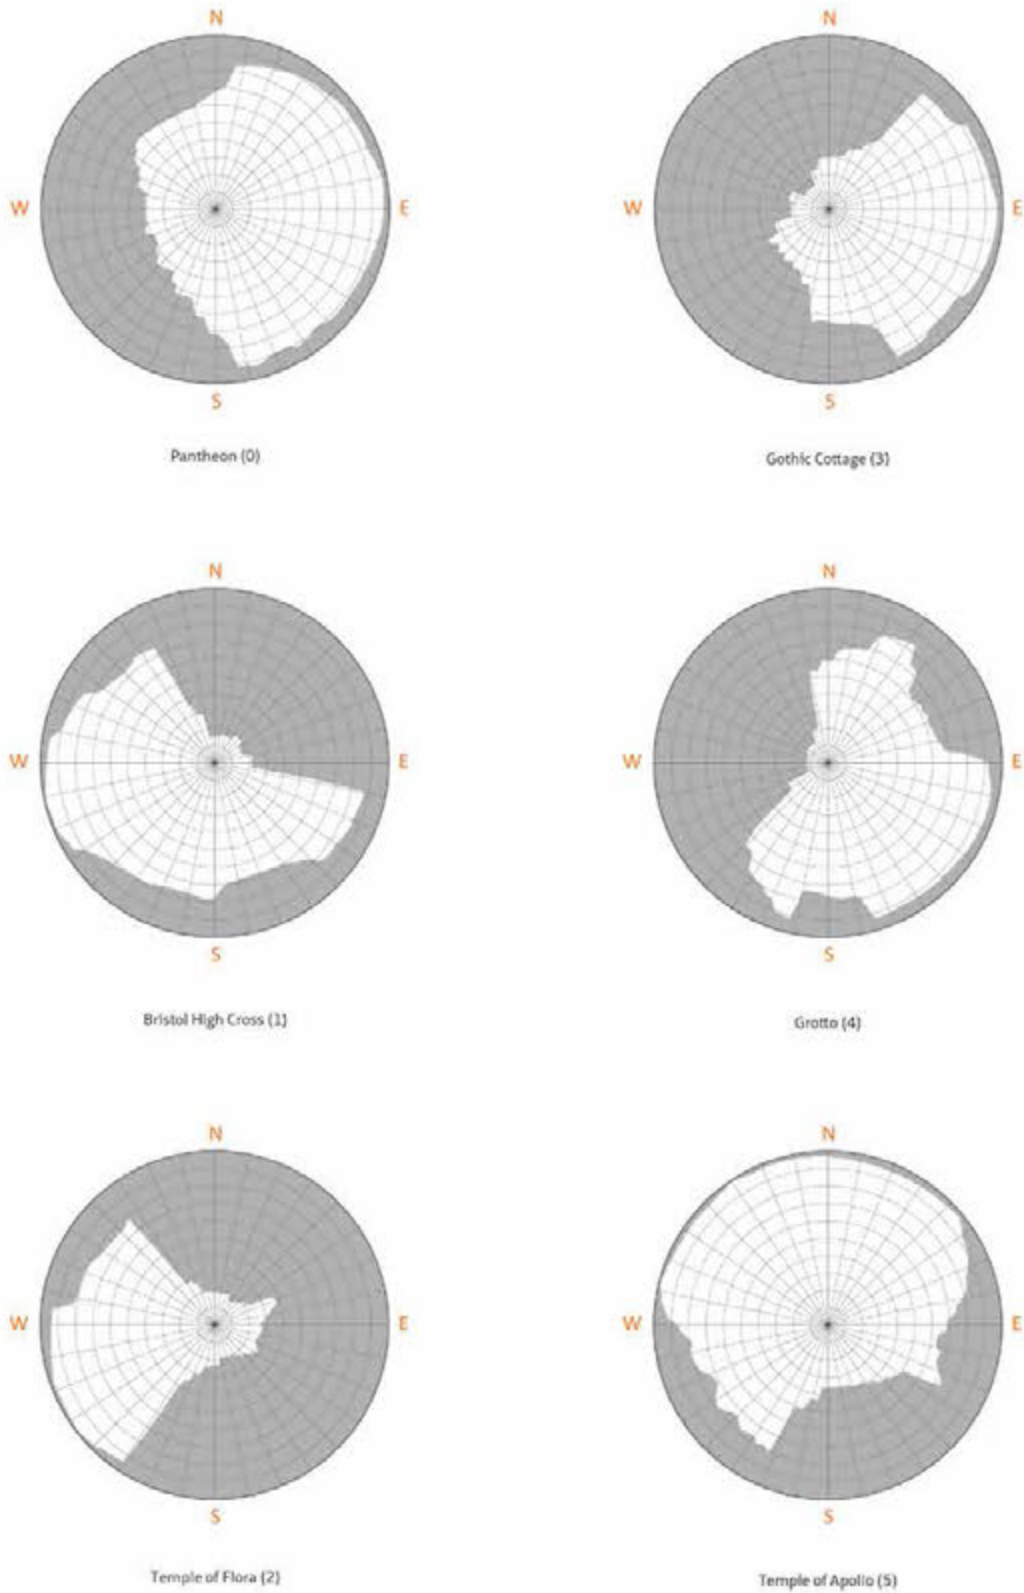 N
N
W
E
W
E
S
S
Pantheon (0)
Gothic Cottage (3)
N
N
W
E
W
E
S
S
Bristol High Cross (1)
Grotto (4)
N
N
W
E
W
E
S
S
Temple of Flora (2)
Temple of Apollo (5)